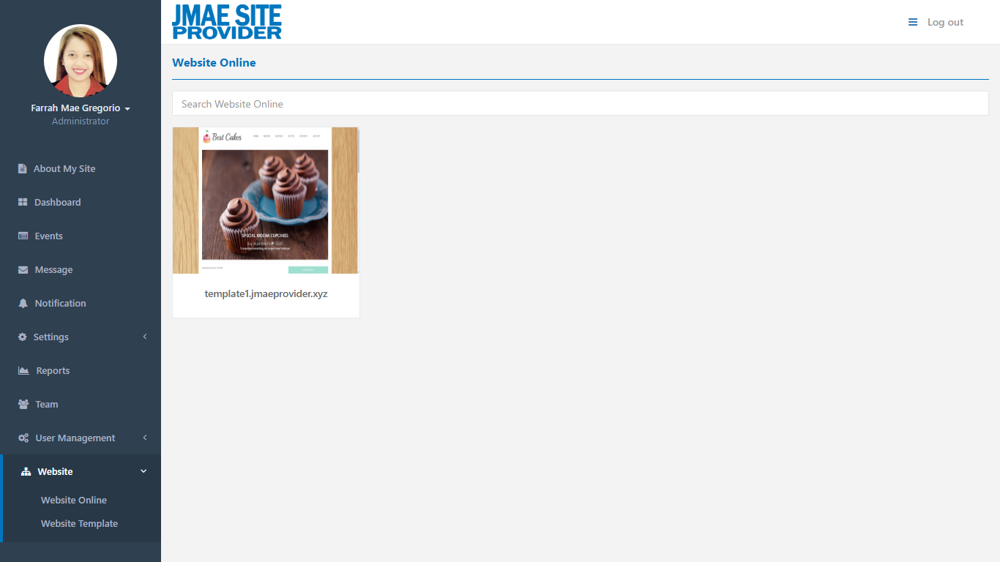 JMAE SITE
PROVIDER
Log out
Farrah Mae Gregorio
Administrator
About My Site
Dashboard
Events
Message
Notification
Settings
Reports
Team
User Management
Website
Website Online
Website Template
Website Online
Search Website Online
Best Cakes
SPECIAL MOCHA CUPCAKES
template1.jmaeprovider.xyz